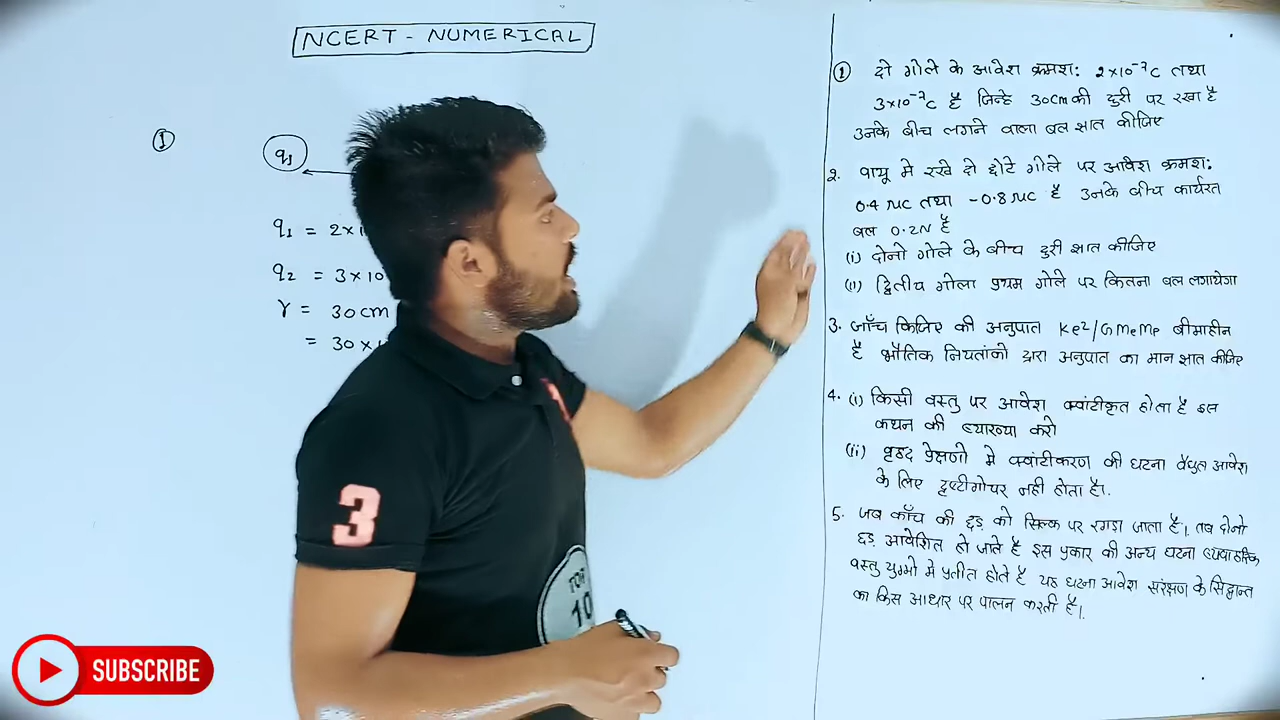 NCERT - NUMERICAL
①
q1
q1 = 2×1
q2 = 3×10
r = 30cm
= 30×1
① दो गोले के आवेश क्रमश: 2×10⁻⁷C तथा
3×10⁻⁷C है जिन्हे 30cm की दुरी पर रखा है
उनके बीच लगने वाला बल ज्ञात कीजिए
2. वायू मे रखे दो छोटे गोले पर आवेश क्रमश:
0.4 μC तथा -0.8 μC है उनके बीच कार्यरत
बल 0.2N है
(i) दोनो गोले के बीच दुरी ज्ञात कीजिए
(ii) द्वितीय गोला प्रथम गोले पर कितना बल लगायेगा
3. जाँच किजिए की अनुपात Ke2/GMeMp बीमाहीन
है भौतिक नियतांको द्वारा अनुपात का मान ज्ञात कीजिए
4. (i) किसी वस्तु पर आवेश क्वांटीकृत होता है इस
कथन की व्याख्या करो
(ii) वृहद प्रेक्षणो मे क्वांटीकरण की घटना वैधुत आवेश
के लिए दृष्टीगोचर नही होता है।
5. जब काँच की छड़ को सिल्क पर रगडा जाता है। तब दोनो
छड़ आवेशित हो जाते है इस प्रकार की अन्य घटना
वस्तु युग्मो मे प्रतीत होते है यह घटना आवेश संरक्षण के सिद्धान्त
का किस आधार पर पालन करती है।
3
TOP
10
SUBSCRIBE